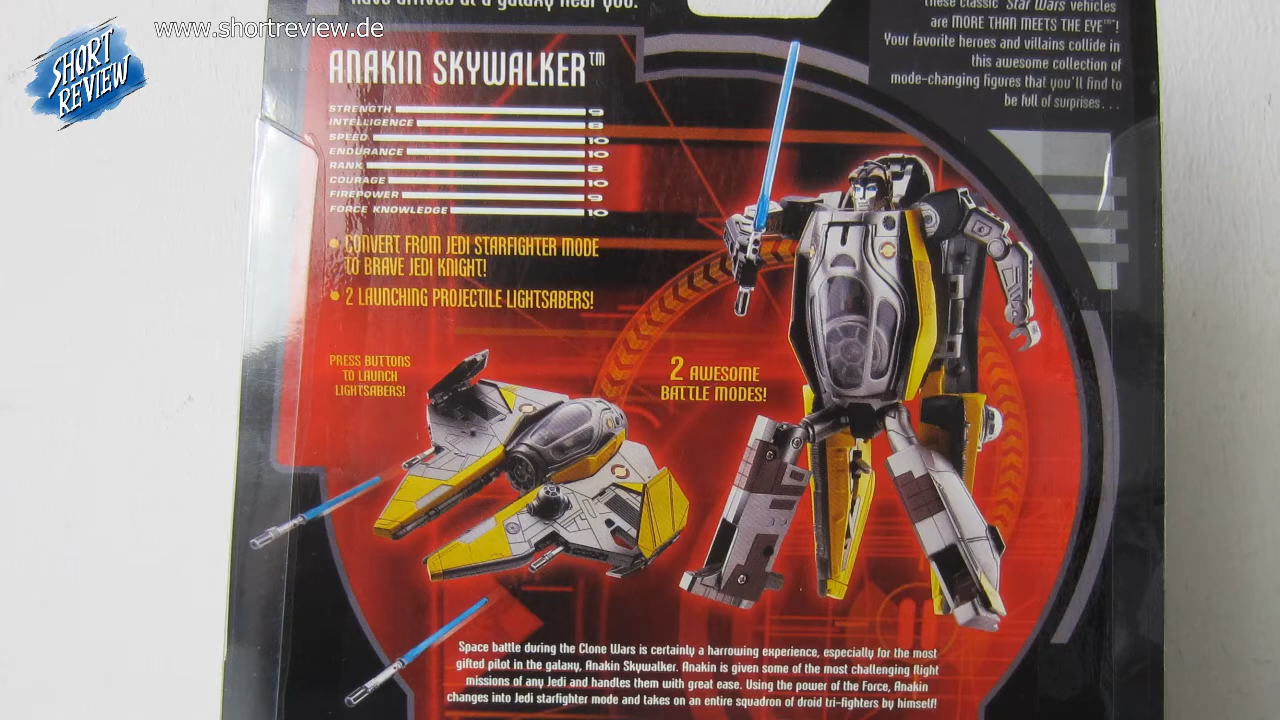 www.shortreview.de
SHORT
REVIEW
have arrived at a galaxy near you.
these classic Star Wars vehicles
are MORE THAN MEETS THE EYE™!
Your favorite heroes and villains collide in
this awesome collection of
mode-changing figures that you'll find to
be full of surprises...
ANAKIN SKYWALKER™
STRENGTH 9
INTELLIGENCE 8
SPEED 10
ENDURANCE 10
RANK 8
COURAGE 10
FIREPOWER 9
FORCE KNOWLEDGE 10
• CONVERT FROM JEDI STARFIGHTER MODE
TO BRAVE JEDI KNIGHT!
• 2 LAUNCHING PROJECTILE LIGHTSABERS!
PRESS BUTTONS
TO LAUNCH
LIGHTSABERS!
2 AWESOME
BATTLE MODES!
Space battle during the Clone Wars is certainly a harrowing experience, especially for the most
gifted pilot in the galaxy, Anakin Skywalker. Anakin is given some of the most challenging flight
missions of any Jedi and handles them with great ease. Using the power of the Force, Anakin
changes into Jedi starfighter mode and takes on an entire squadron of droid tri-fighters by himself!